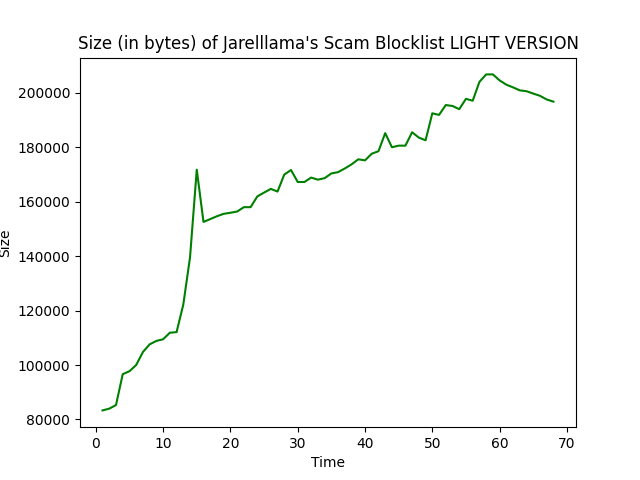 Size (in bytes) of Jarelllama's Scam Blocklist LIGHT VERSION
200000
180000
160000
140000
120000
100000
80000
Size
0 10 20 30 40 50 60 70
Time